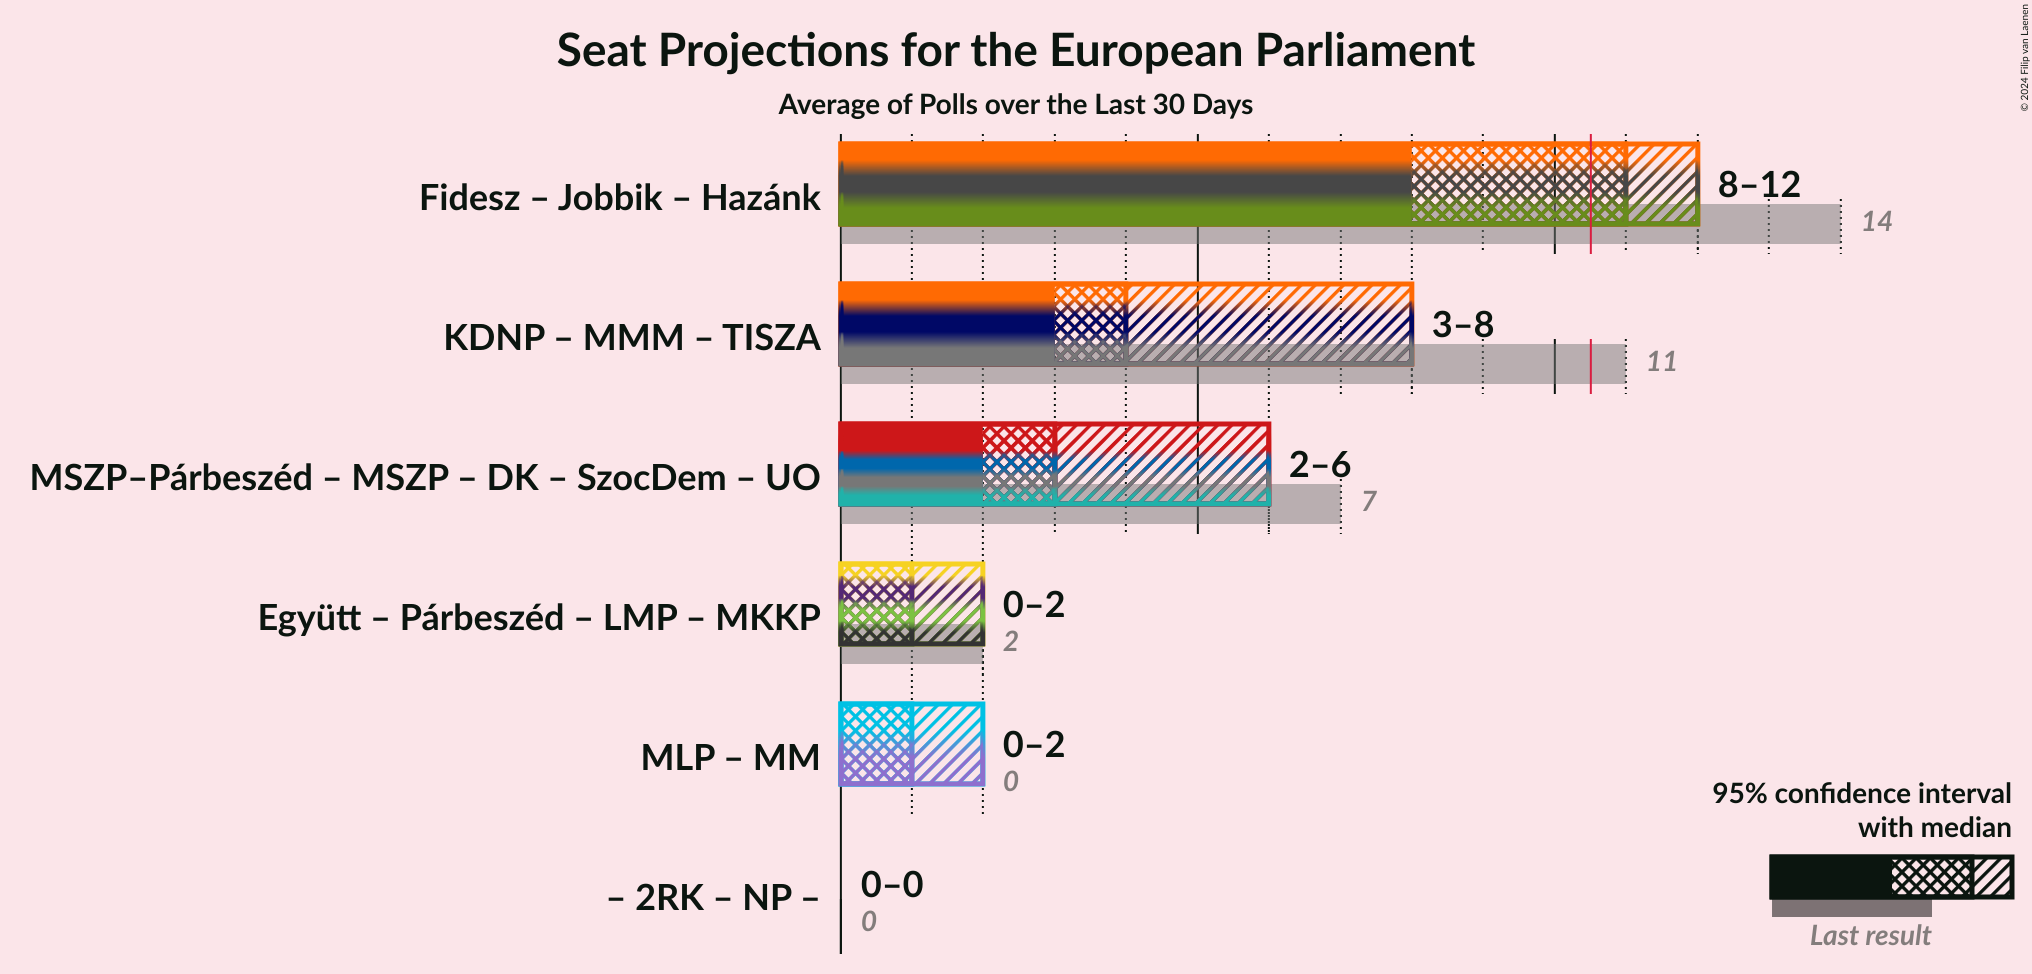 Seat Projections for the European Parliament
Average of Polls over the Last 30 Days
© 2024 Filip van Laenen
Fidesz – Jobbik – Hazánk
8–12
14
KDNP – MMM – TISZA
3–8
11
MSZP–Párbeszéd – MSZP – DK – SzocDem – UO
2–6
7
Együtt – Párbeszéd – LMP – MKKP
0–2
2
MLP – MM
0–2
0
– 2RK – NP –
0–0
0
95% confidence interval
with median
Last result